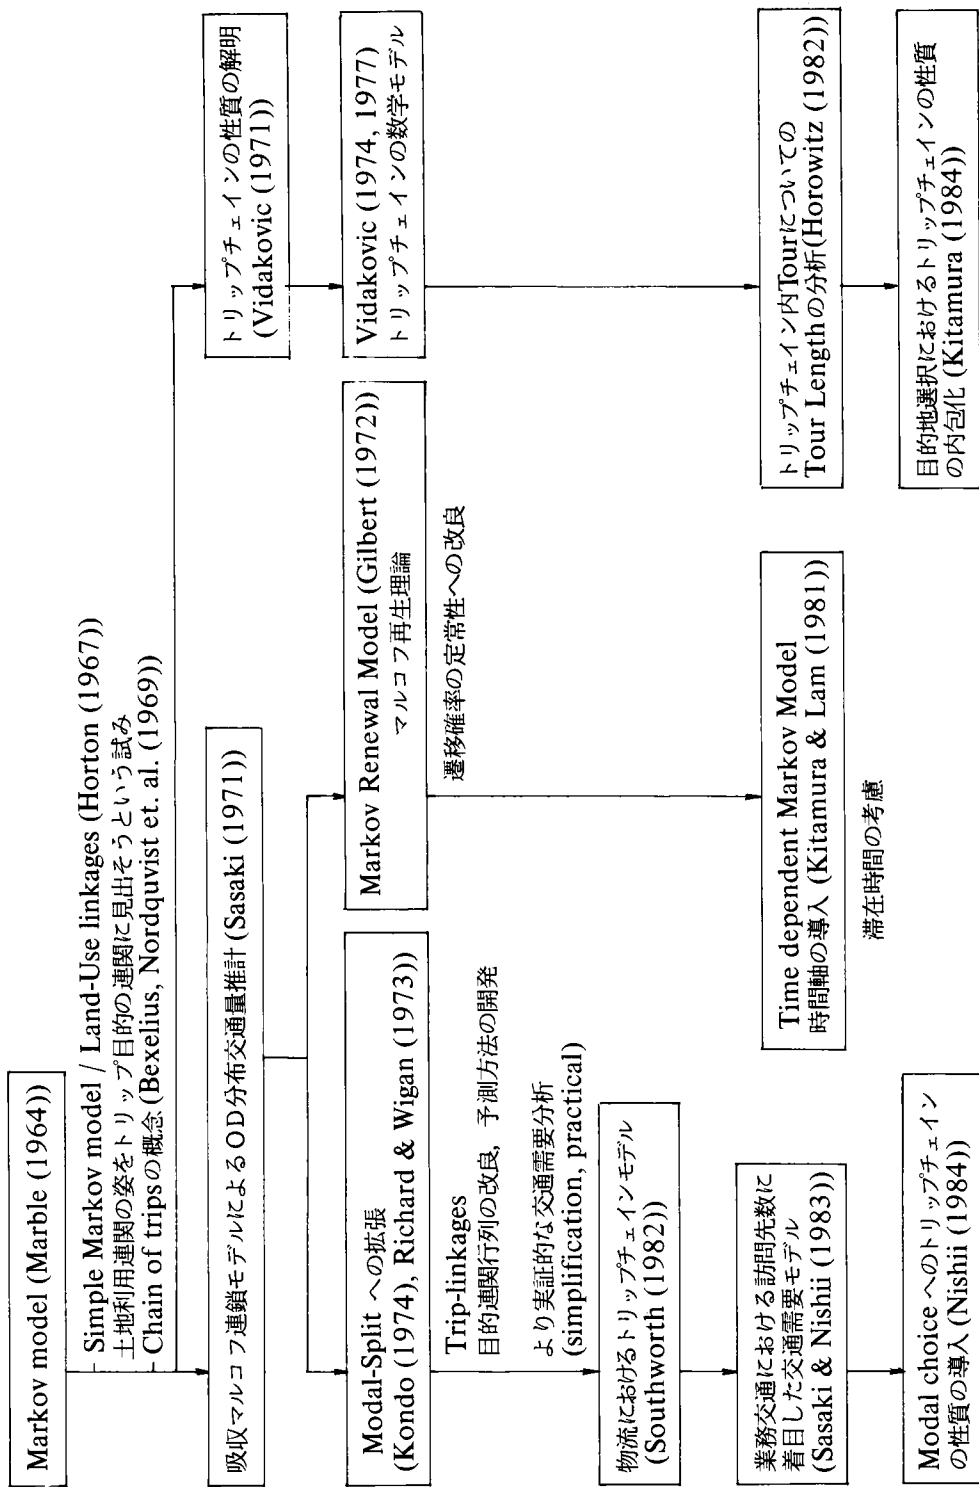 Markov model (Marble (1964))
Simple Markov model / Land-Use linkages (Horton (1967))
土地利用連関の姿をトリップ目的の連関に見出そうという試み
Chain of tripsの概念 (Bexelius, Nordquvist et. al. (1969))
吸収マルコフ連鎖モデルによるOD分布交通量推計 (Sasaki (1971))
トリップチェインの性質の解明
(Vidakovic (1971))
Modal-Split への拡張
(Kondo (1974), Richard & Wigan (1973))
Markov Renewal Model (Gilbert (1972))
マルコフ再生理論
Vidakovic (1974, 1977)
トリップチェインの数学モデル
Trip-linkages
目的連関行列の改良, 予測方法の開発
より実証的な交通需要分析
(simplification, practical)
遷移確率の定常性への改良
物流におけるトリップチェインモデル
(Southworth (1982))
業務交通における訪問先数に
着目した交通需要モデル
(Sasaki & Nishii (1983))
Time dependent Markov Model
時間軸の導入 (Kitamura & Lam (1981))
滞在時間の考慮
トリップチェイン内Tourについての
Tour Lengthの分析(Horowitz (1982))
Modal choice へのトリップチェイン
の性質の導入 (Nishii (1984))
目的地選択におけるトリップチェインの性質
の内包化 (Kitamura (1984))